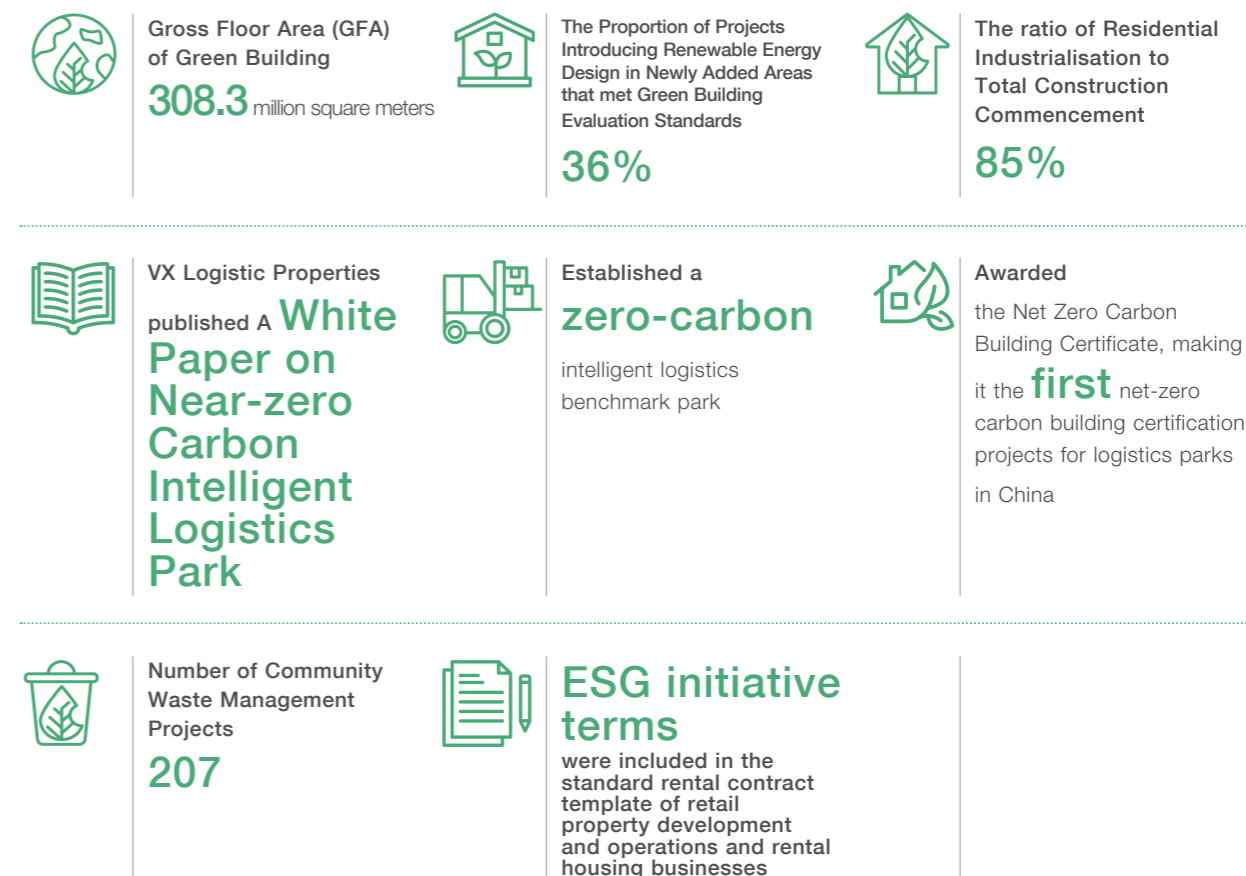 Gross Floor Area (GFA)
of Green Building
308.3 million square meters
The Proportion of Projects
Introducing Renewable Energy
Design in Newly Added Areas
that met Green Building
Evaluation Standards
36%
The ratio of Residential
Industrialisation to
Total Construction
Commencement
85%
VX Logistic Properties
published A White
Paper on
Near-zero
Carbon
Intelligent
Logistics
Park
Established a
zero-carbon
intelligent logistics
benchmark park
Awarded
the Net Zero Carbon
Building Certificate, making
it the first net-zero
carbon building certification
projects for logistics parks
in China
Number of Community
Waste Management
Projects
207
ESG initiative
terms
were included in the
standard rental contract
template of retail
property development
and operations and rental
housing businesses